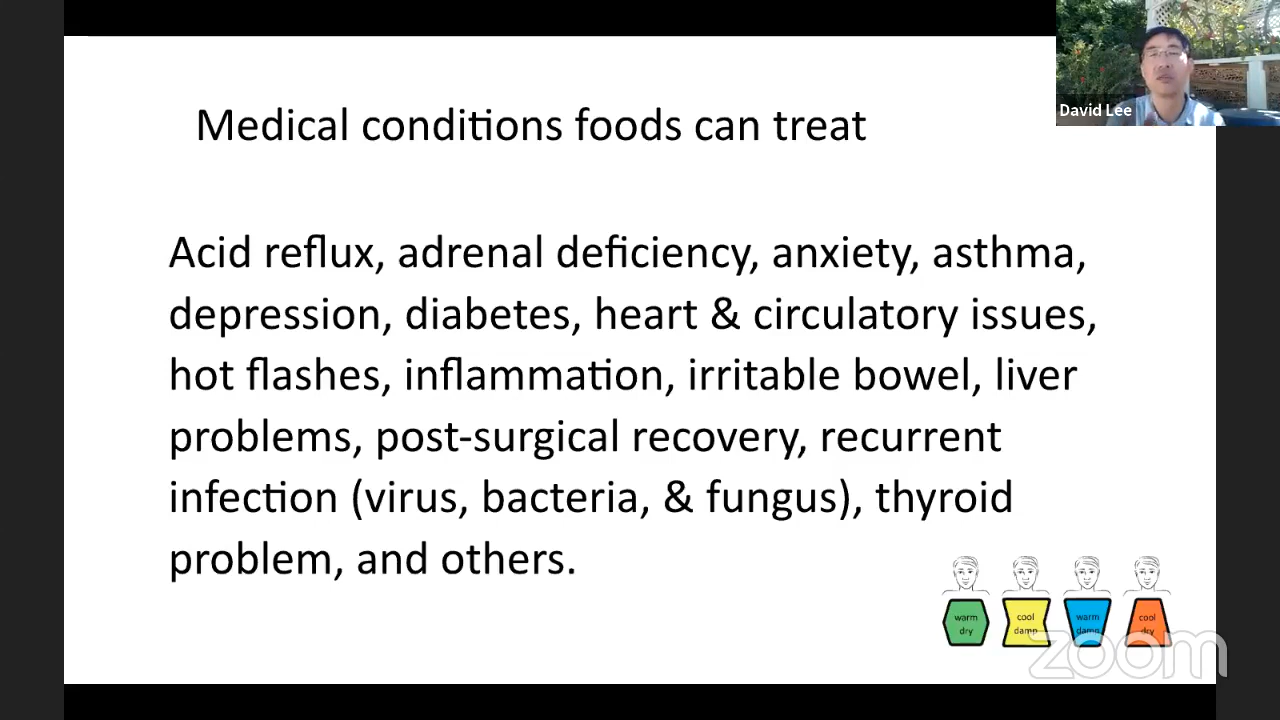 David Lee
Medical conditions foods can treat
Acid reflux, adrenal deficiency, anxiety, asthma,
depression, diabetes, heart & circulatory issues,
hot flashes, inflammation, irritable bowel, liver
problems, post-surgical recovery, recurrent
infection (virus, bacteria, & fungus), thyroid
problem, and others.
warm
dry
cool
damp
warm
damp
cool
dry
zoom